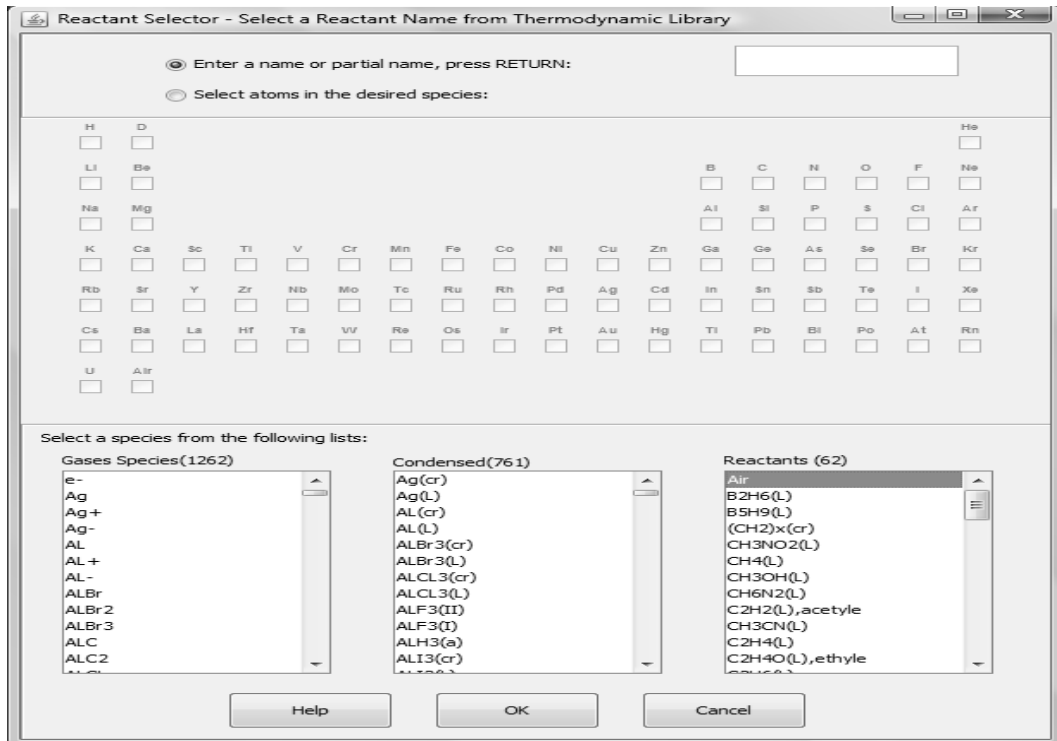 Reactant Selector - Select a Reactant Name from Thermodynamic Library
Enter a name or partial name, press RETURN:
Select atoms in the desired species:
H D He
Li Be B C N O F Ne
Na Mg Al Si P S Cl Ar
K Ca Sc Ti V Cr Mn Fe Co Ni Cu Zn Ga Ge As Se Br Kr
Rb Sr Y Zr Nb Mo Tc Ru Rh Pd Ag Cd In Sn Sb Te I Xe
Cs Ba La Hf Ta W Re Os Ir Pt Au Hg Tl Pb Bi Po At Rn
U Air
Select a species from the following lists:
Gases Species(1262)
e-
Ag
Ag+
Ag-
AL
AL+
AL-
ALBr
ALBr2
ALBr3
ALC
ALC2
Condensed(761)
Ag(cr)
Ag(L)
AL(cr)
AL(L)
ALBr3(cr)
ALBr3(L)
ALCL3(cr)
ALCL3(L)
ALF3(II)
ALF3(I)
ALH3(a)
ALI3(cr)
Reactants (62)
Air
B2H6(L)
B5H9(L)
(CH2)x(cr)
CH3NO2(L)
CH4(L)
CH3OH(L)
CH6N2(L)
C2H2(L),acetyle
CH3CN(L)
C2H4(L)
C2H4O(L),ethyle
Help OK Cancel